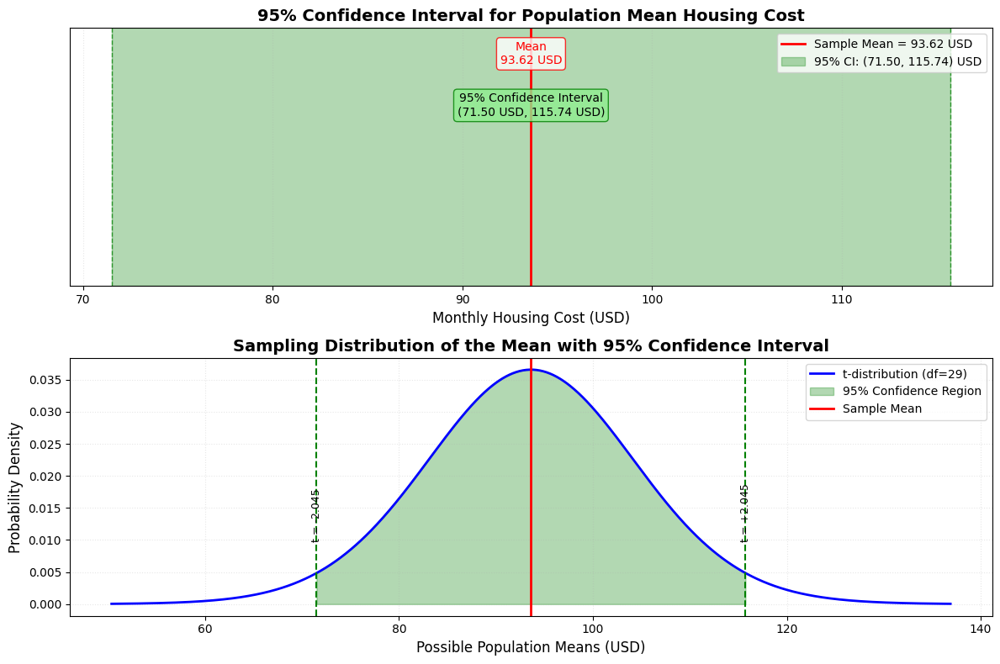 95% Confidence Interval for Population Mean Housing Cost
Mean
93.62 USD
Sample Mean = 93.62 USD
95% CI: (71.50, 115.74) USD
95% Confidence Interval
(71.50 USD, 115.74 USD)
70 80 90 100 110
Monthly Housing Cost (USD)
Sampling Distribution of the Mean with 95% Confidence Interval
t-distribution (df=29)
95% Confidence Region
Sample Mean
Probability Density
0.035
0.030
0.025
0.020
0.015
0.010
0.005
0.000
t = -2.045
t = +2.045
60 80 100 120 140
Possible Population Means (USD)